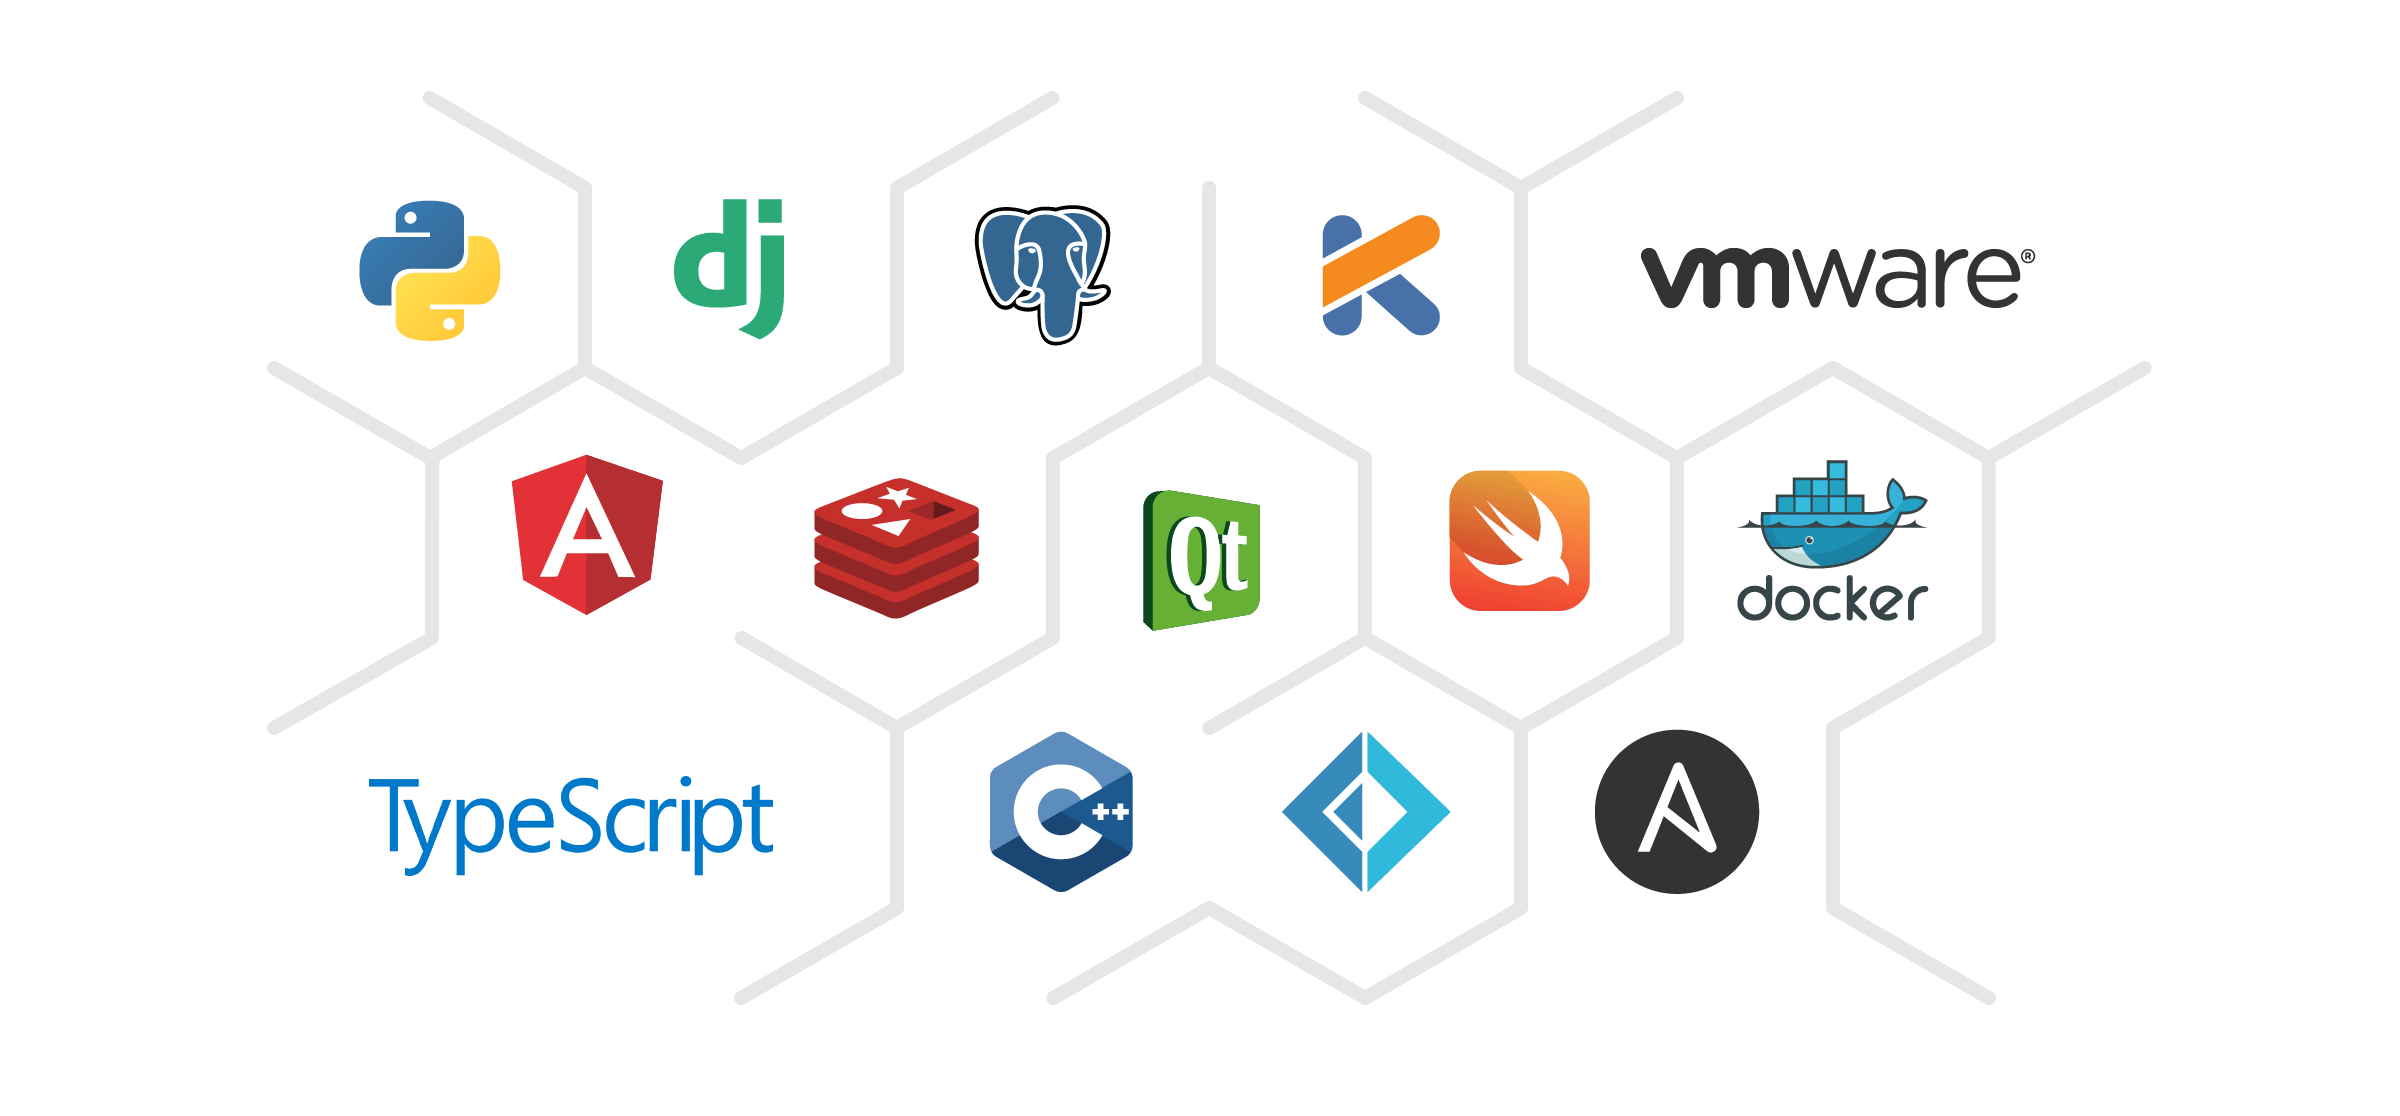 dj
K
vmware®
A
Qt
docker
TypeScript
C++
A